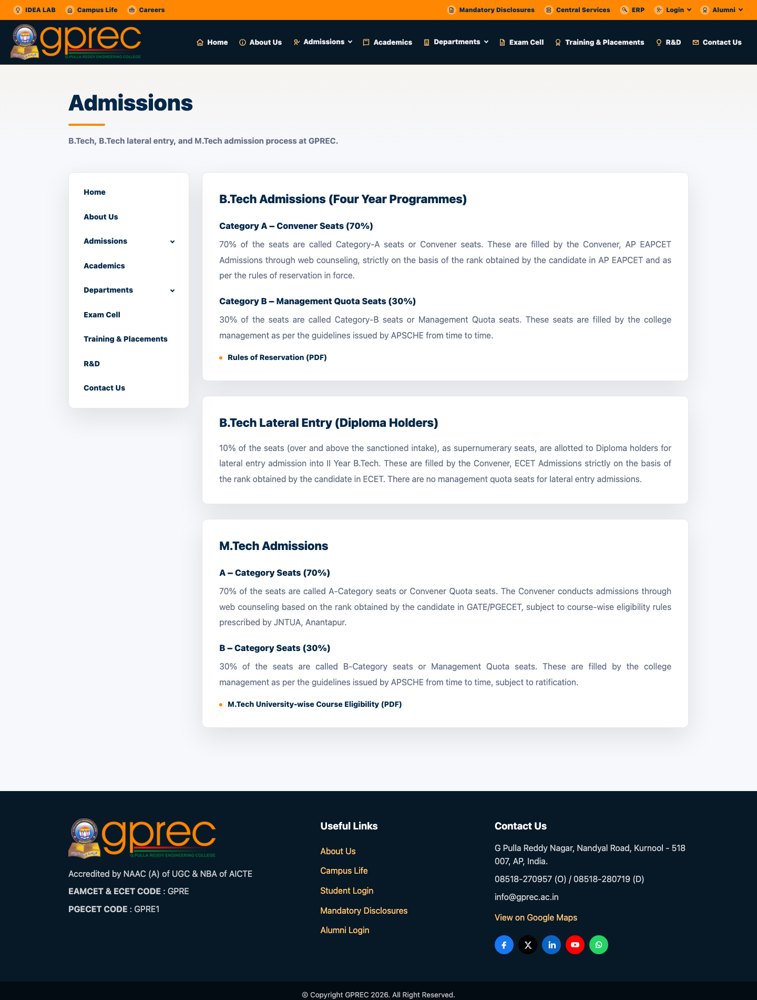 IDEA LAB
Campus Life
Careers
Mandatory Disclosures
Central Services
ERP
Login
Alumni
gprec
G.PULLA REDDY ENGINEERING COLLEGE
Home
About Us
Admissions
Academics
Departments
Exam Cell
Training & Placements
R&D
Contact Us
Admissions
B.Tech, B.Tech lateral entry, and M.Tech admission process at GPREC.
Home
About Us
Admissions
Academics
Departments
Exam Cell
Training & Placements
R&D
Contact Us
B.Tech Admissions (Four Year Programmes)
Category A – Convener Seats (70%)
70% of the seats are called Category-A seats or Convener seats. These are filled by the Convener, AP EAPCET
Admissions through web counseling, strictly on the basis of the rank obtained by the candidate in AP EAPCET and as
per the rules of reservation in force.
Category B – Management Quota Seats (30%)
30% of the seats are called Category-B seats or Management Quota seats. These seats are filled by the college
management as per the guidelines issued by APSCHE from time to time.
Rules of Reservation (PDF)
B.Tech Lateral Entry (Diploma Holders)
10% of the seats (over and above the sanctioned intake), as supernumerary seats, are allotted to Diploma holders for
lateral entry admission into II Year B.Tech. These are filled by the Convener, ECET Admissions strictly on the basis of
the rank obtained by the candidate in ECET. There are no management quota seats for lateral entry admissions.
M.Tech Admissions
A – Category Seats (70%)
70% of the seats are called A-Category seats or Convener Quota seats. The Convener conducts admissions through
web counseling based on the rank obtained by the candidate in GATE/PGECET, subject to course-wise eligibility rules
prescribed by JNTUA, Anantapur.
B – Category Seats (30%)
30% of the seats are called B-Category seats or Management Quota seats. These are filled by the college
management as per the guidelines issued by APSCHE from time to time, subject to ratification.
M.Tech University-wise Course Eligibility (PDF)
gprec
G.PULLA REDDY ENGINEERING COLLEGE
Accredited by NAAC (A) of UGC & NBA of AICTE
EAMCET & ECET CODE : GPRE
PGECET CODE : GPRE1
Useful Links
About Us
Campus Life
Student Login
Mandatory Disclosures
Alumni Login
Contact Us
G Pulla Reddy Nagar, Nandyal Road, Kurnool - 518
007, AP, India.
08518-270957 (O) / 08518-280719 (D)
info@gprec.ac.in
View on Google Maps
© Copyright GPREC 2026. All Right Reserved.